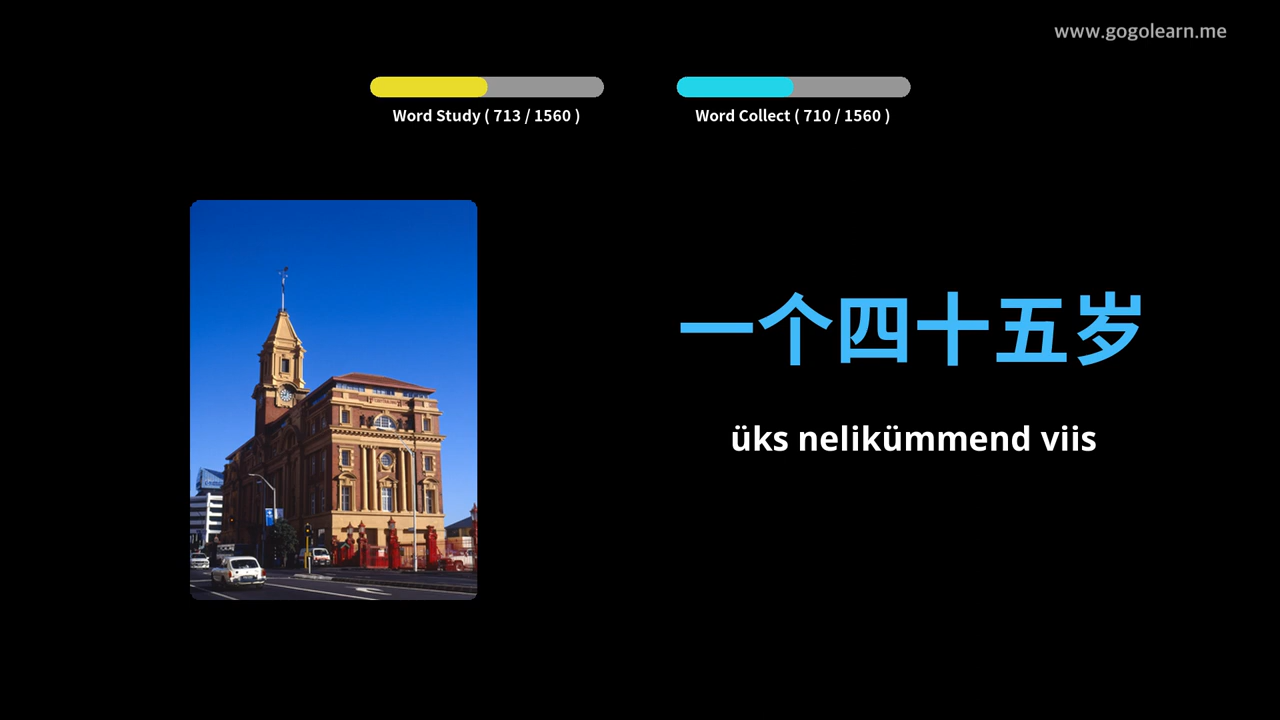 www.gogolearn.me
Word Study ( 713 / 1560 )
Word Collect ( 710 / 1560 )
一个四十五岁
üks nelikümmend viis